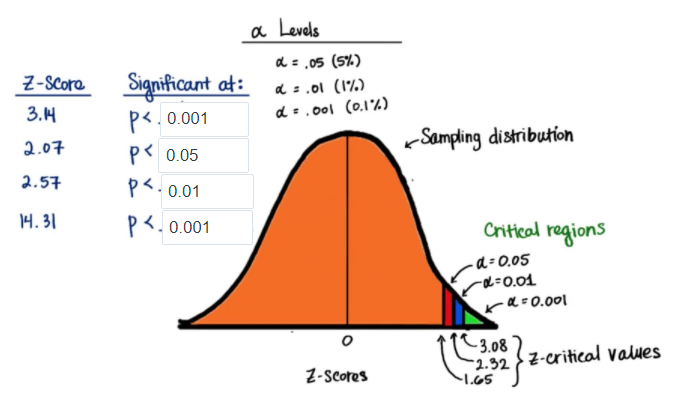 α Levels
α = .05 (5%)
α = .01 (1%)
α = .001 (0.1%)
Z-Score Significant at:
3.14 p < . 0.001
2.07 p < 0.05
2.57 p < . 0.01
14.31 p < . 0.001
Sampling distribution
Critical regions
α = 0.05
α = 0.01
α = 0.001
0
Z-Scores
3.08
2.32
1.65
Z-critical values